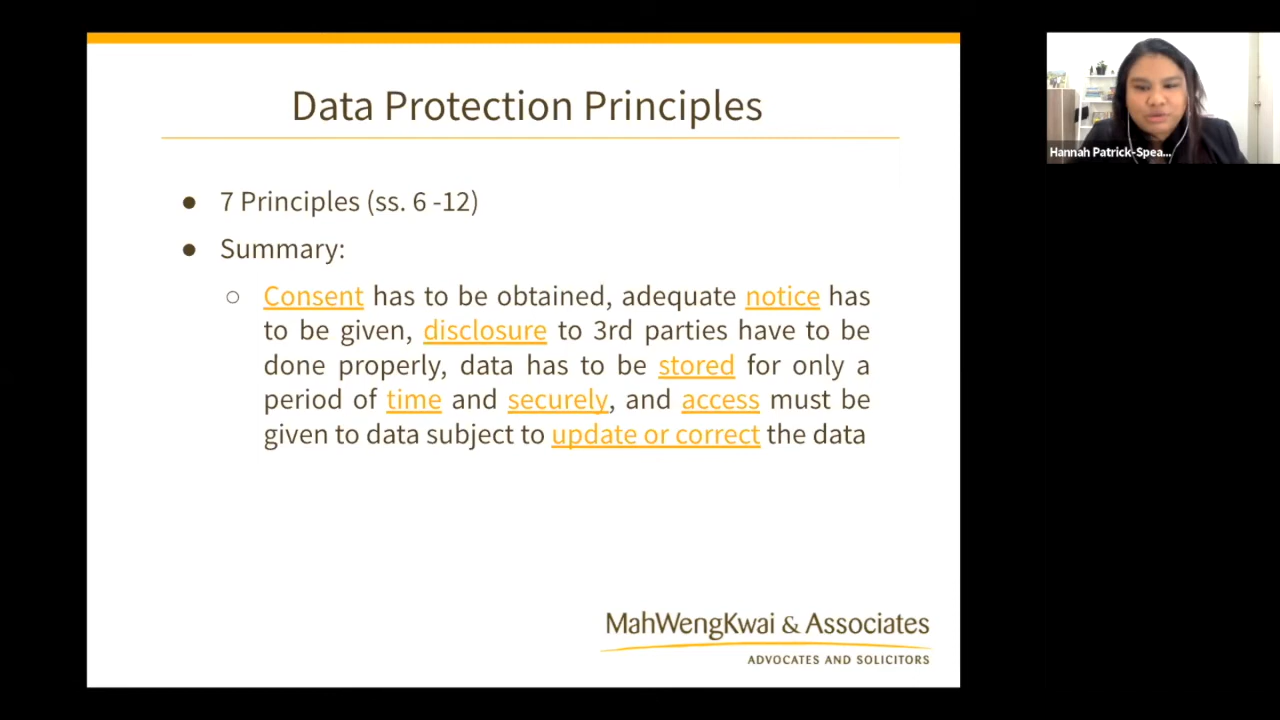 Data Protection Principles
● 7 Principles (ss. 6 -12)
● Summary:
○ Consent has to be obtained, adequate notice has
to be given, disclosure to 3rd parties have to be
done properly, data has to be stored for only a
period of time and securely, and access must be
given to data subject to update or correct the data
MahWengKwai & Associates
ADVOCATES AND SOLICITORS
Hannah Patrick-Spea...